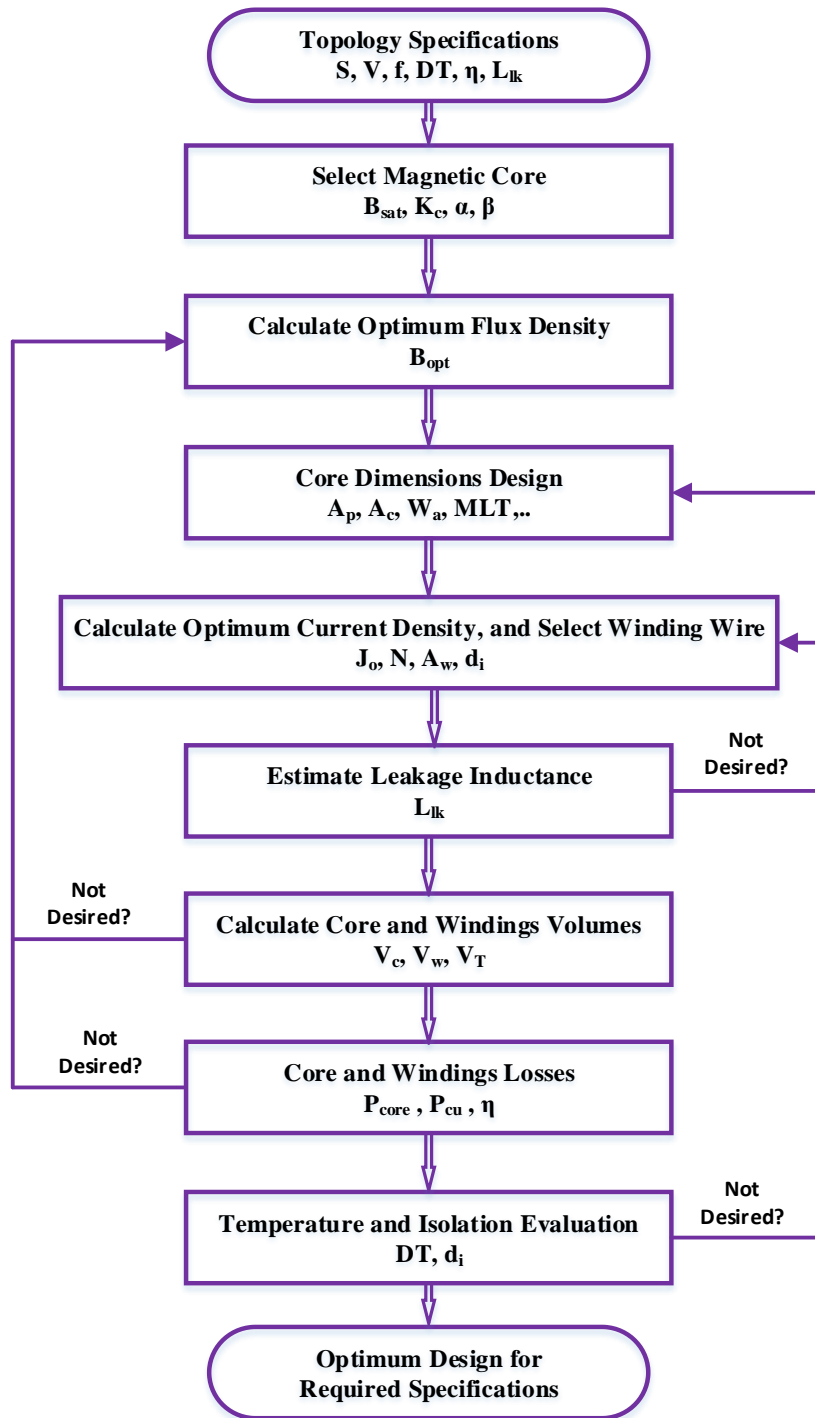 Topology Specifications
S, V, f, DT, η, Llk
Select Magnetic Core
Bsat, Kc, α, β
Calculate Optimum Flux Density
Bopt
Core Dimensions Design
Ap, Ac, Wa, MLT,..
Calculate Optimum Current Density, and Select Winding Wire
Jo, N, Aw, di
Not
Desired?
Estimate Leakage Inductance
Llk
Not
Desired?
Calculate Core and Windings Volumes
Vc, Vw, VT
Not
Desired?
Core and Windings Losses
Pcore , Pcu , η
Not
Desired?
Temperature and Isolation Evaluation
DT, di
Optimum Design for
Required Specifications